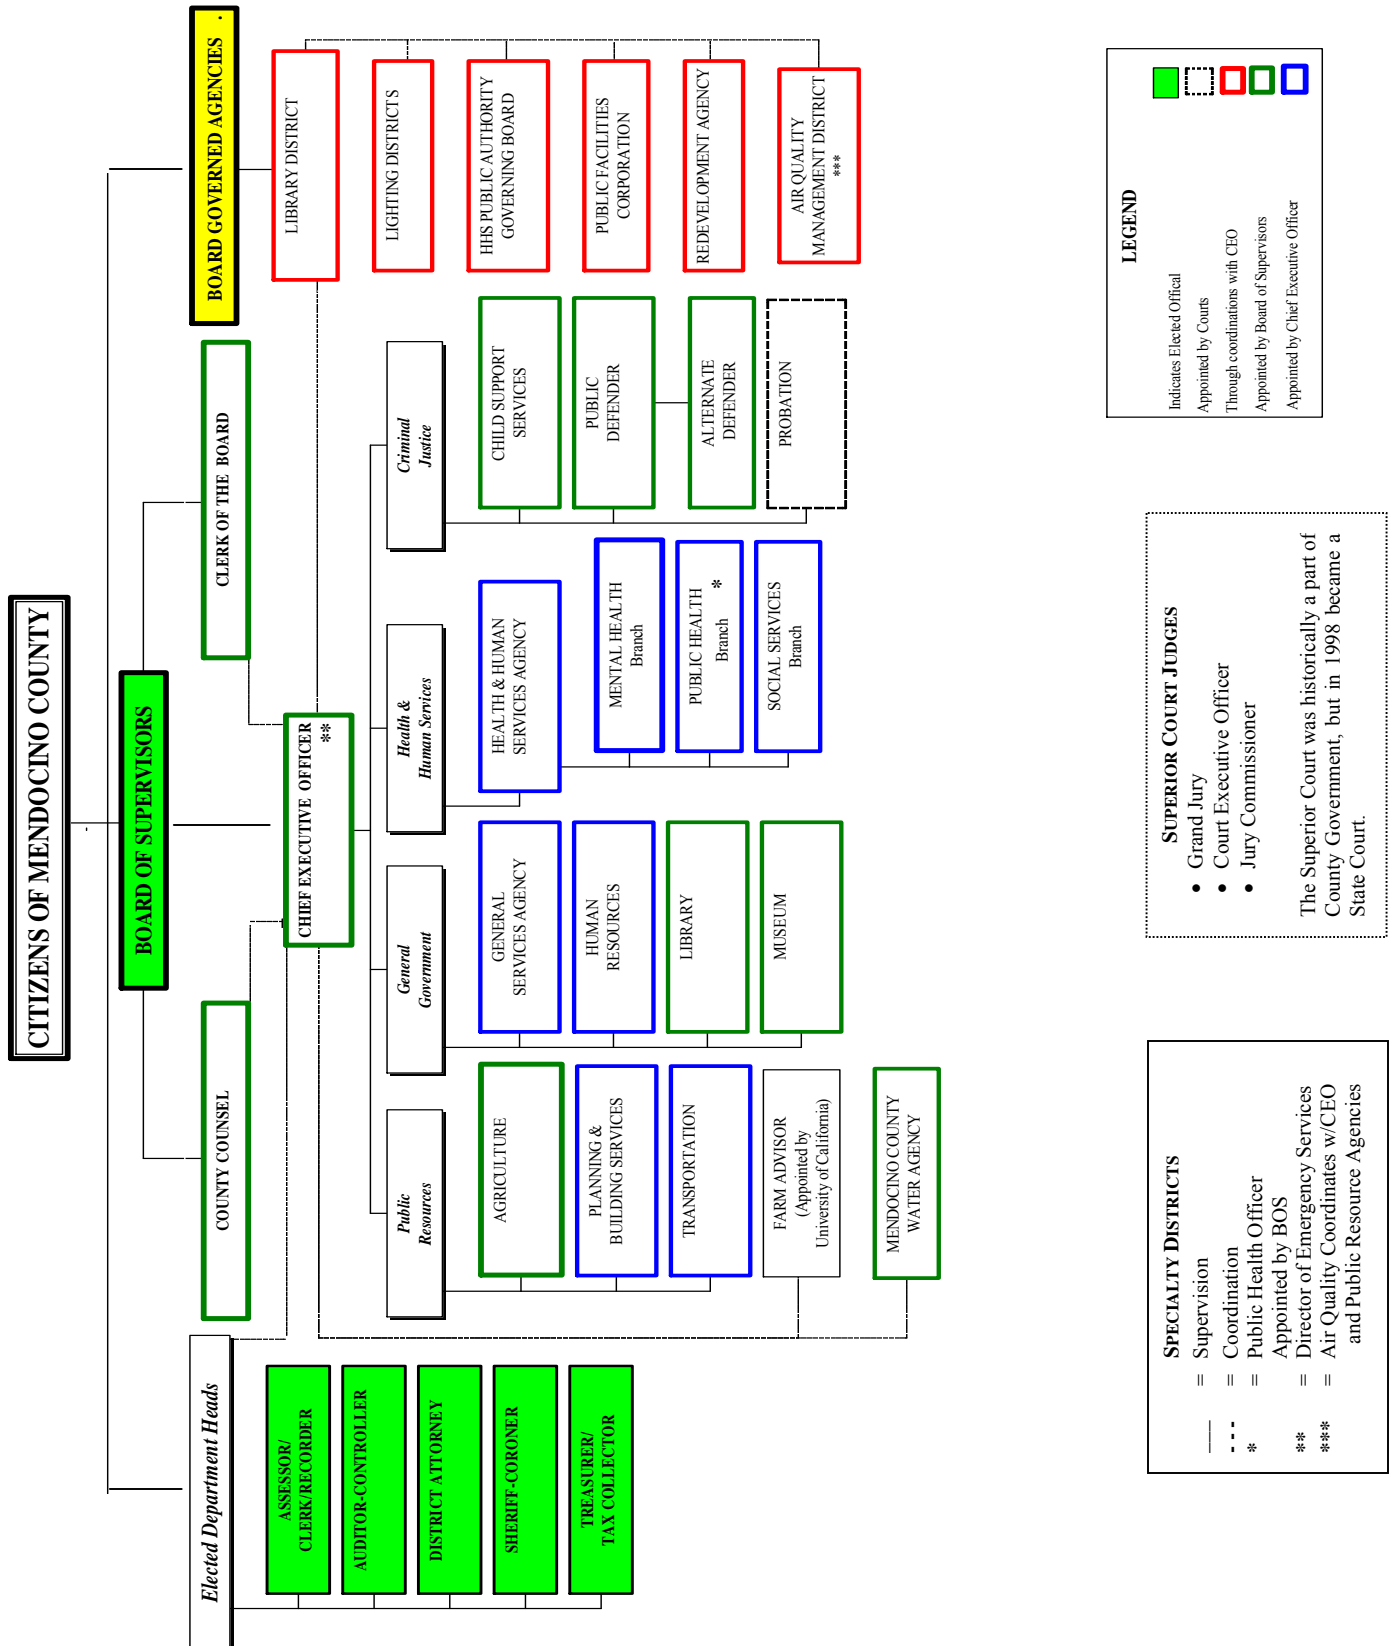 CITIZENS OF MENDOCINO COUNTY
BOARD OF SUPERVISORS
Elected Department Heads
COUNTY COUNSEL
CLERK OF THE BOARD
BOARD GOVERNED AGENCIES
CHIEF EXECUTIVE OFFICER
**
ASSESSOR/
CLERK/RECORDER
AUDITOR-CONTROLLER
DISTRICT ATTORNEY
SHERIFF-CORONER
TREASURER/
TAX COLLECTOR
Public
Resources
AGRICULTURE
PLANNING &
BUILDING SERVICES
TRANSPORTATION
FARM ADVISOR
(Appointed by
University of California)
MENDOCINO COUNTY
WATER AGENCY
General
Government
GENERAL
SERVICES AGENCY
HUMAN
RESOURCES
LIBRARY
MUSEUM
Health &
Human Services
HEALTH & HUMAN
SERVICES AGENCY
MENTAL HEALTH
Branch
PUBLIC HEALTH
Branch *
SOCIAL SERVICES
Branch
Criminal
Justice
CHILD SUPPORT
SERVICES
PUBLIC
DEFENDER
ALTERNATE
DEFENDER
PROBATION
LIBRARY DISTRICT
LIGHTING DISTRICTS
HHS PUBLIC AUTHORITY
GOVERNING BOARD
PUBLIC FACILITIES
CORPORATION
REDEVELOPMENT AGENCY
AIR QUALITY
MANAGEMENT DISTRICT
***
SPECIALTY DISTRICTS
—— = Supervision
- - - = Coordination
* = Public Health Officer
Appointed by BOS
** = Director of Emergency Services
*** = Air Quality Coordinates w/CEO
and Public Resource Agencies
SUPERIOR COURT JUDGES
• Grand Jury
• Court Executive Officer
• Jury Commissioner
The Superior Court was historically a part of
County Government, but in 1998 became a
State Court.
LEGEND
Indicates Elected Offical
Appointed by Courts
Through coordinations with CEO
Appointed by Board of Supervisors
Appointed by Chief Executive Officer